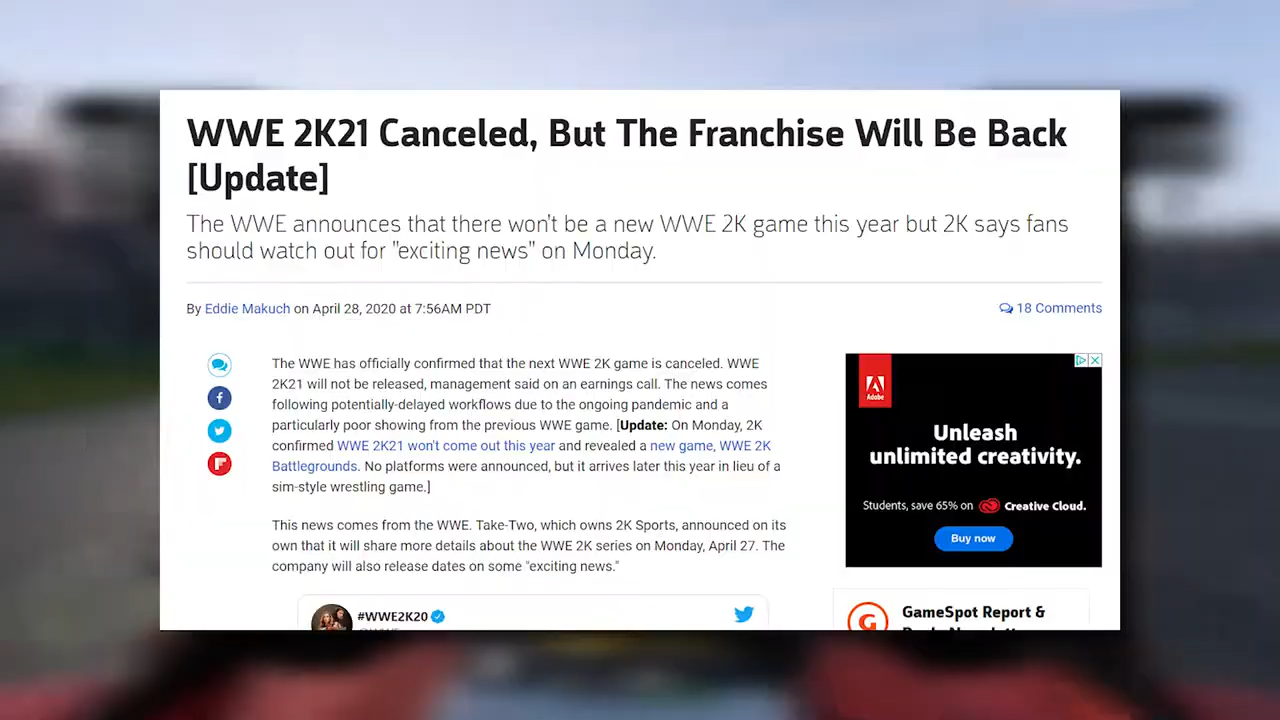 WWE 2K21 Canceled, But The Franchise Will Be Back
[Update]
The WWE announces that there won't be a new WWE 2K game this year but 2K says fans
should watch out for "exciting news" on Monday.
By Eddie Makuch on April 28, 2020 at 7:56AM PDT
18 Comments
The WWE has officially confirmed that the next WWE 2K game is canceled. WWE
2K21 will not be released, management said on an earnings call. The news comes
following potentially-delayed workflows due to the ongoing pandemic and a
particularly poor showing from the previous WWE game. [Update: On Monday, 2K
confirmed WWE 2K21 won't come out this year and revealed a new game, WWE 2K
Battlegrounds. No platforms were announced, but it arrives later this year in lieu of a
sim-style wrestling game.]
This news comes from the WWE. Take-Two, which owns 2K Sports, announced on its
own that it will share more details about the WWE 2K series on Monday, April 27. The
company will also release dates on some "exciting news."
#WWE2K20
Adobe
Unleash
unlimited creativity.
Students, save 65% on Creative Cloud.
Buy now
GameSpot Report &